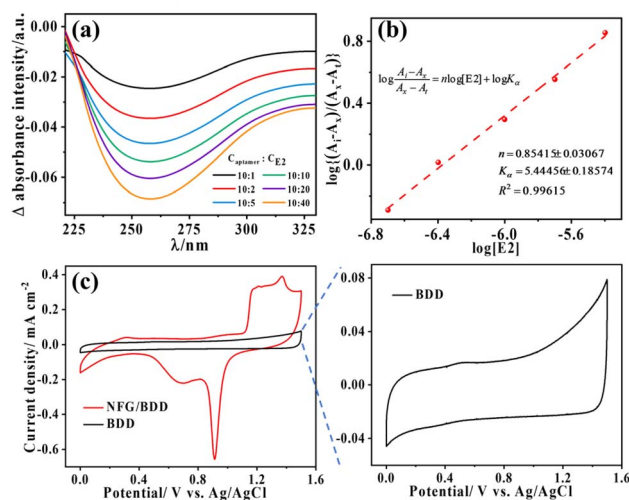 (a)
Δ absorbance intensity/a.u.
0.00
-0.02
-0.04
-0.06
C_aptamer : C_E2
10:1 10:10
10:2 10:20
10:5 10:40
225 250 275 300 325
λ/nm
(b)
log{(A_i-A_x)/(A_x-A_t)}
0.8
0.4
0.0
log (A_i-A_x)/(A_x-A_t) = nlog[E2]+logK_α
n=0.85415±0.03067
K_α=5.44456±0.18574
R²=0.99615
-6.8 -6.4 -6.0 -5.6
log[E2]
(c)
Current density/ mA cm⁻²
0.4
0.2
0.0
-0.2
-0.4
-0.6
NFG/BDD
BDD
0.0 0.4 0.8 1.2 1.6
Potential/ V vs. Ag/AgCl
BDD
0.08
0.04
0.00
-0.04
0.0 0.4 0.8 1.2 1.6
Potential/ V vs. Ag/AgCl